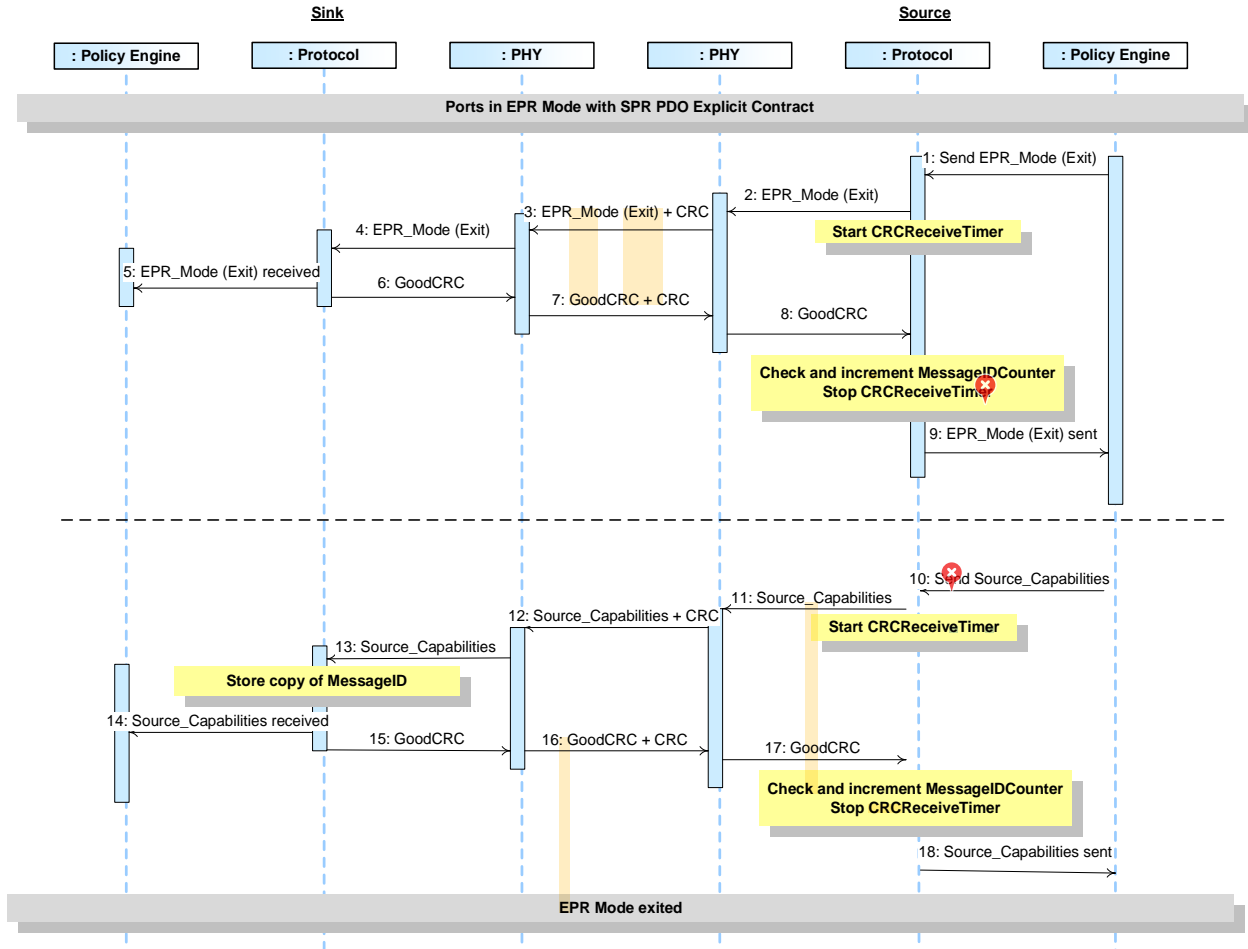 Sink
Source
: Policy Engine
: Protocol
: PHY
: PHY
: Protocol
: Policy Engine
Ports in EPR Mode with SPR PDO Explicit Contract
1: Send EPR_Mode (Exit)
2: EPR_Mode (Exit)
3: EPR_Mode (Exit) + CRC
Start CRCReceiveTimer
4: EPR_Mode (Exit)
5: EPR_Mode (Exit) received
6: GoodCRC
7: GoodCRC + CRC
8: GoodCRC
Check and increment MessageIDCounter
Stop CRCReceiveTimer
9: EPR_Mode (Exit) sent
10: Send Source_Capabilities
11: Source_Capabilities
12: Source_Capabilities + CRC
Start CRCReceiveTimer
13: Source_Capabilities
Store copy of MessageID
14: Source_Capabilities received
15: GoodCRC
16: GoodCRC + CRC
17: GoodCRC
Check and increment MessageIDCounter
Stop CRCReceiveTimer
18: Source_Capabilities sent
EPR Mode exited